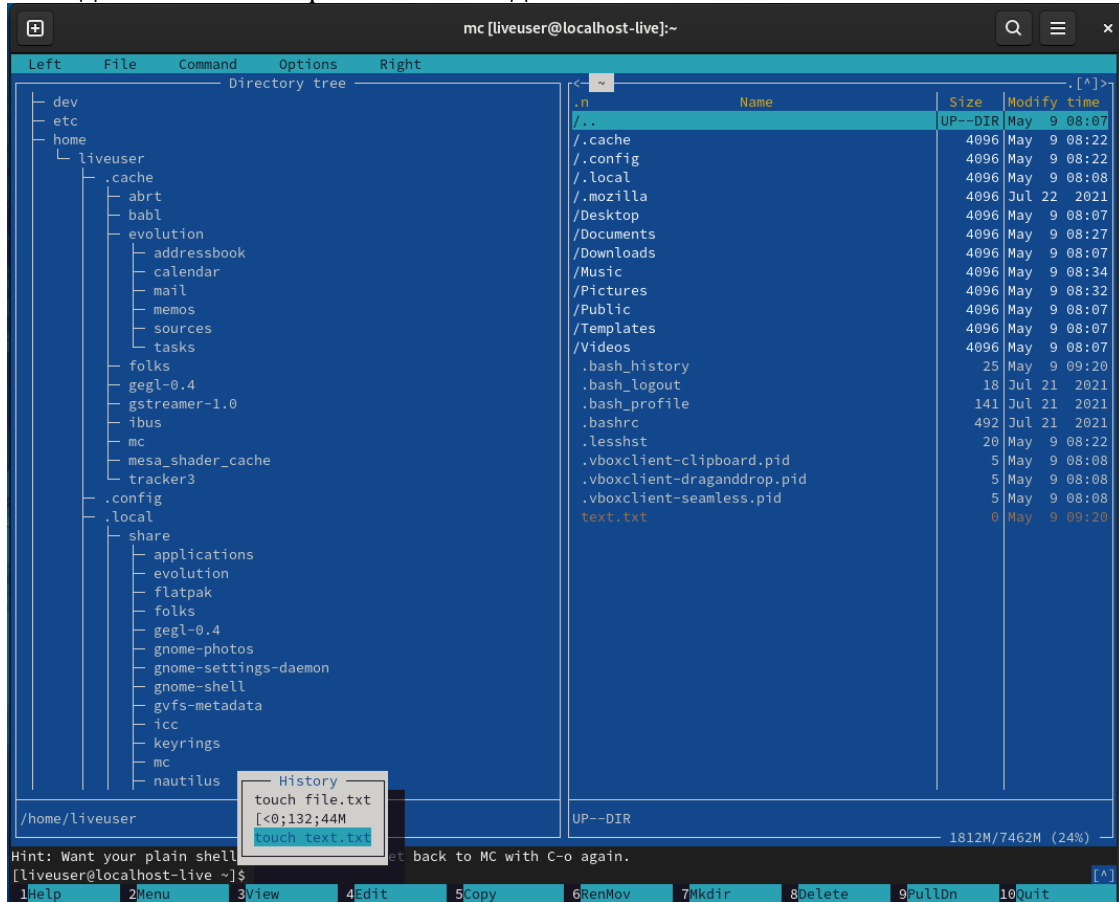 mc [liveuser@localhost-live]:~
Left File Command Options Right
Directory tree
├─ dev
├─ etc
├─ home
└─ liveuser
├─ .cache
├─ abrt
├─ babl
├─ evolution
├─ addressbook
├─ calendar
├─ mail
├─ memos
├─ sources
└─ tasks
├─ folks
├─ gegl-0.4
├─ gstreamer-1.0
├─ ibus
├─ mc
├─ mesa_shader_cache
└─ tracker3
├─ .config
├─ .local
├─ share
├─ applications
├─ evolution
├─ flatpak
├─ folks
├─ gegl-0.4
├─ gnome-photos
├─ gnome-settings-daemon
├─ gnome-shell
├─ gvfs-metadata
├─ icc
├─ keyrings
├─ mc
├─ nautilus
/home/liveuser
<- ~ .[^]>
.n Name Size Modify time
/.. UP--DIR May 9 08:07
/.cache 4096 May 9 08:22
/.config 4096 May 9 08:22
/.local 4096 May 9 08:08
/.mozilla 4096 Jul 22 2021
/Desktop 4096 May 9 08:07
/Documents 4096 May 9 08:27
/Downloads 4096 May 9 08:07
/Music 4096 May 9 08:34
/Pictures 4096 May 9 08:32
/Public 4096 May 9 08:07
/Templates 4096 May 9 08:07
/Videos 4096 May 9 08:07
.bash_history 25 May 9 09:20
.bash_logout 18 Jul 21 2021
.bash_profile 141 Jul 21 2021
.bashrc 492 Jul 21 2021
.lesshst 20 May 9 08:22
.vboxclient-clipboard.pid 5 May 9 08:08
.vboxclient-draganddrop.pid 5 May 9 08:08
.vboxclient-seamless.pid 5 May 9 08:08
text.txt 0 May 9 09:20
UP--DIR
1812M/7462M (24%)
History
touch file.txt
[<0;132;44M
touch text.txt
Hint: Want your plain shell et back to MC with C-o again.
[liveuser@localhost-live ~]$ [^]
1Help 2Menu 3View 4Edit 5Copy 6RenMov 7Mkdir 8Delete 9PullDn 10Quit